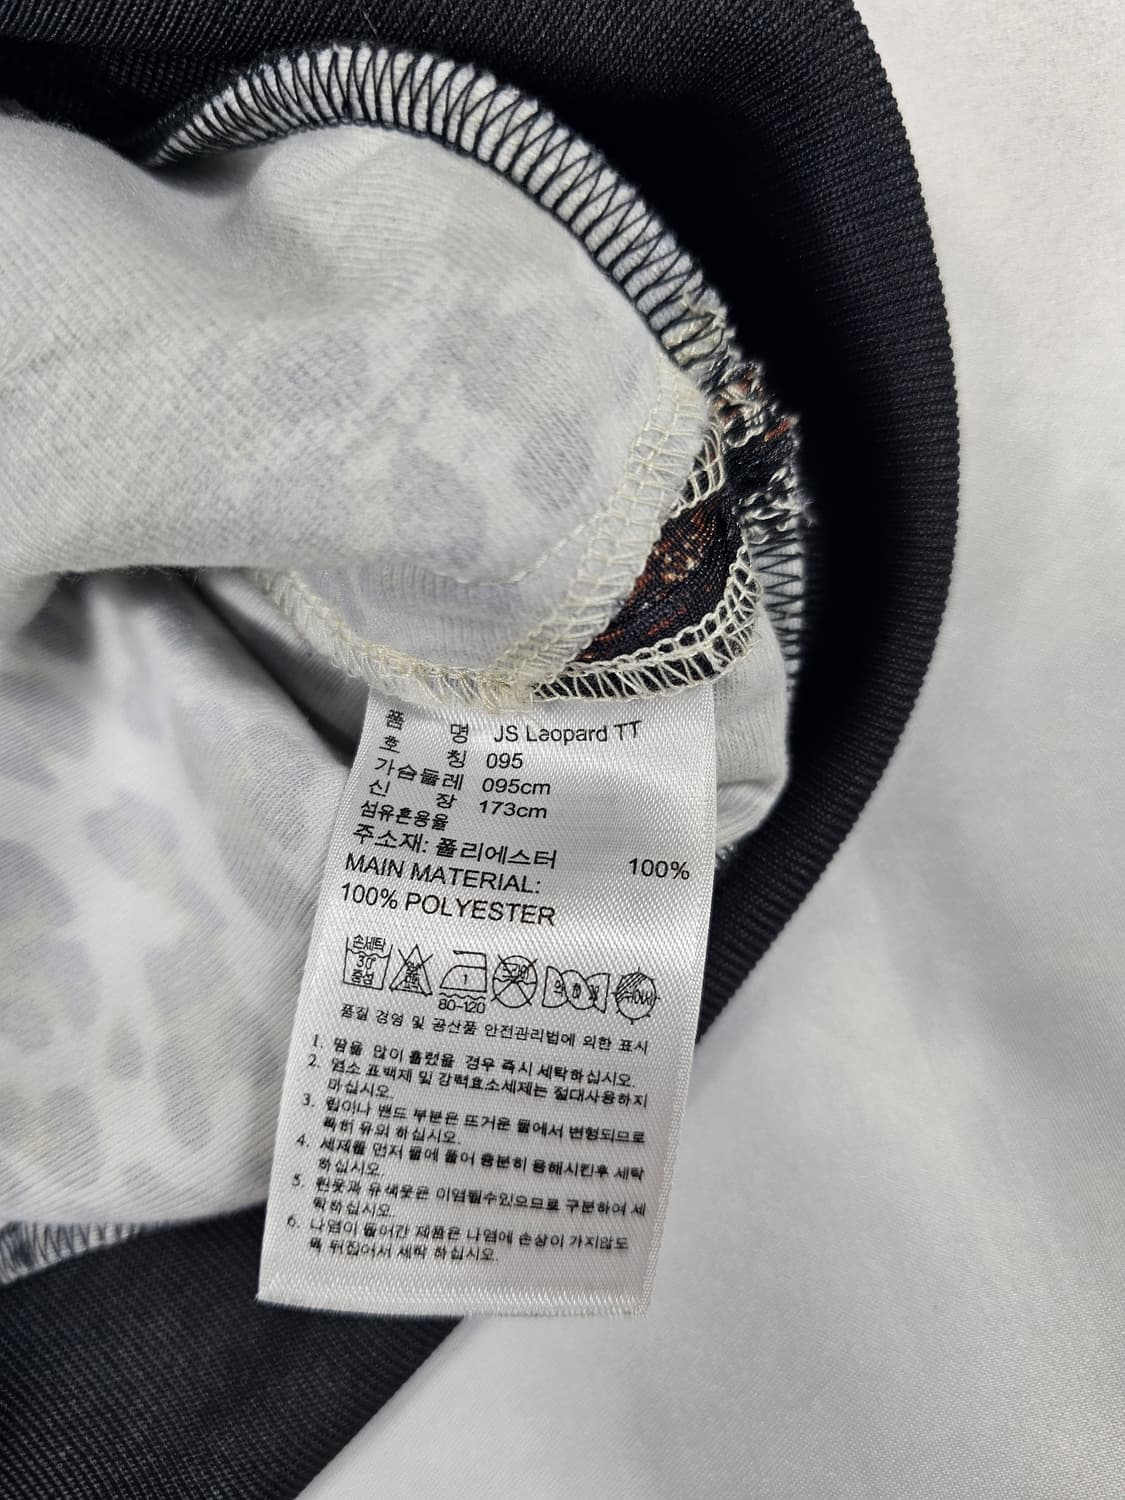 품 명 JS Leopard TT
호 칭 095
가슴둘레 095cm
신 장 173cm
섬유혼용율
주소재: 폴리에스터 100%
MAIN MATERIAL:
100% POLYESTER
손세탁
30°
중성
1
80~120
품질 경영 및 공산품 안전관리법에 의한 표시
1. 땀을 많이 흘렸을 경우 즉시 세탁하십시오.
2. 염소 표백제 및 강력효소세제는 절대사용하지
마십시오.
3. 립이나 밴드 부분은 뜨거운 물에서 변형되므로
특히 유의 하십시오.
4. 세제를 먼저 물에 풀어 충분히 용해시킨후 세탁
하십시오.
5. 흰옷과 유색옷은 이염될수있으므로 구분하여 세
탁하십시오.
6. 나염이 들어간 제품은 나염에 손상이 가지않도
록 뒤집어서 세탁 하십시오.